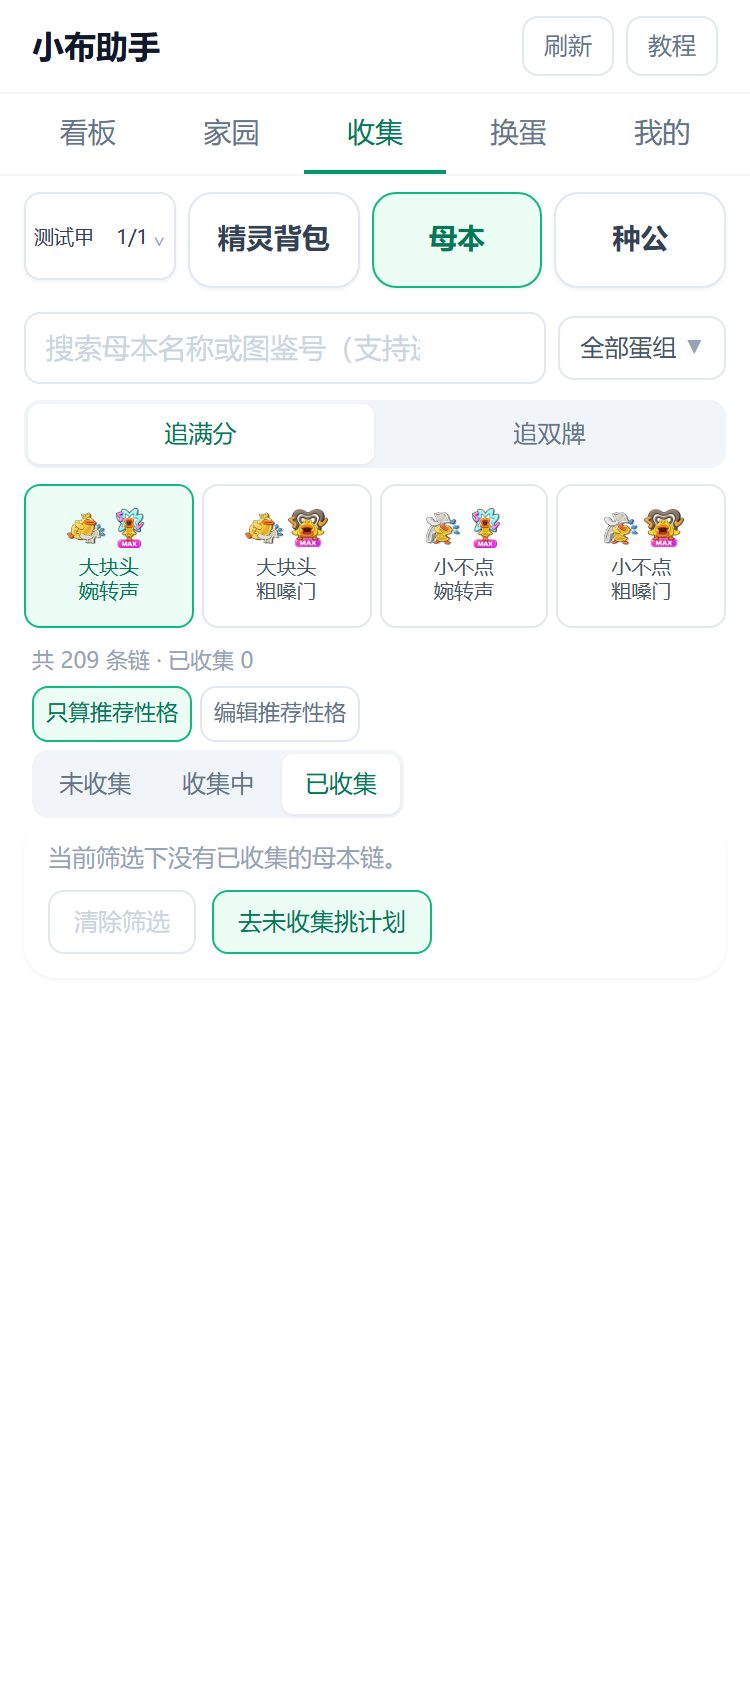 小布助手
刷新
教程
看板
家园
收集
换蛋
我的
测试甲 1/1
精灵背包
母本
种公
搜索母本名称或图鉴号（支持
全部蛋组 ▼
追满分
追双牌
MAX
大块头
婉转声
MAX
大块头
粗嗓门
MAX
小不点
婉转声
MAX
小不点
粗嗓门
共 209 条链 · 已收集 0
只算推荐性格
编辑推荐性格
未收集
收集中
已收集
当前筛选下没有已收集的母本链。
清除筛选
去未收集挑计划